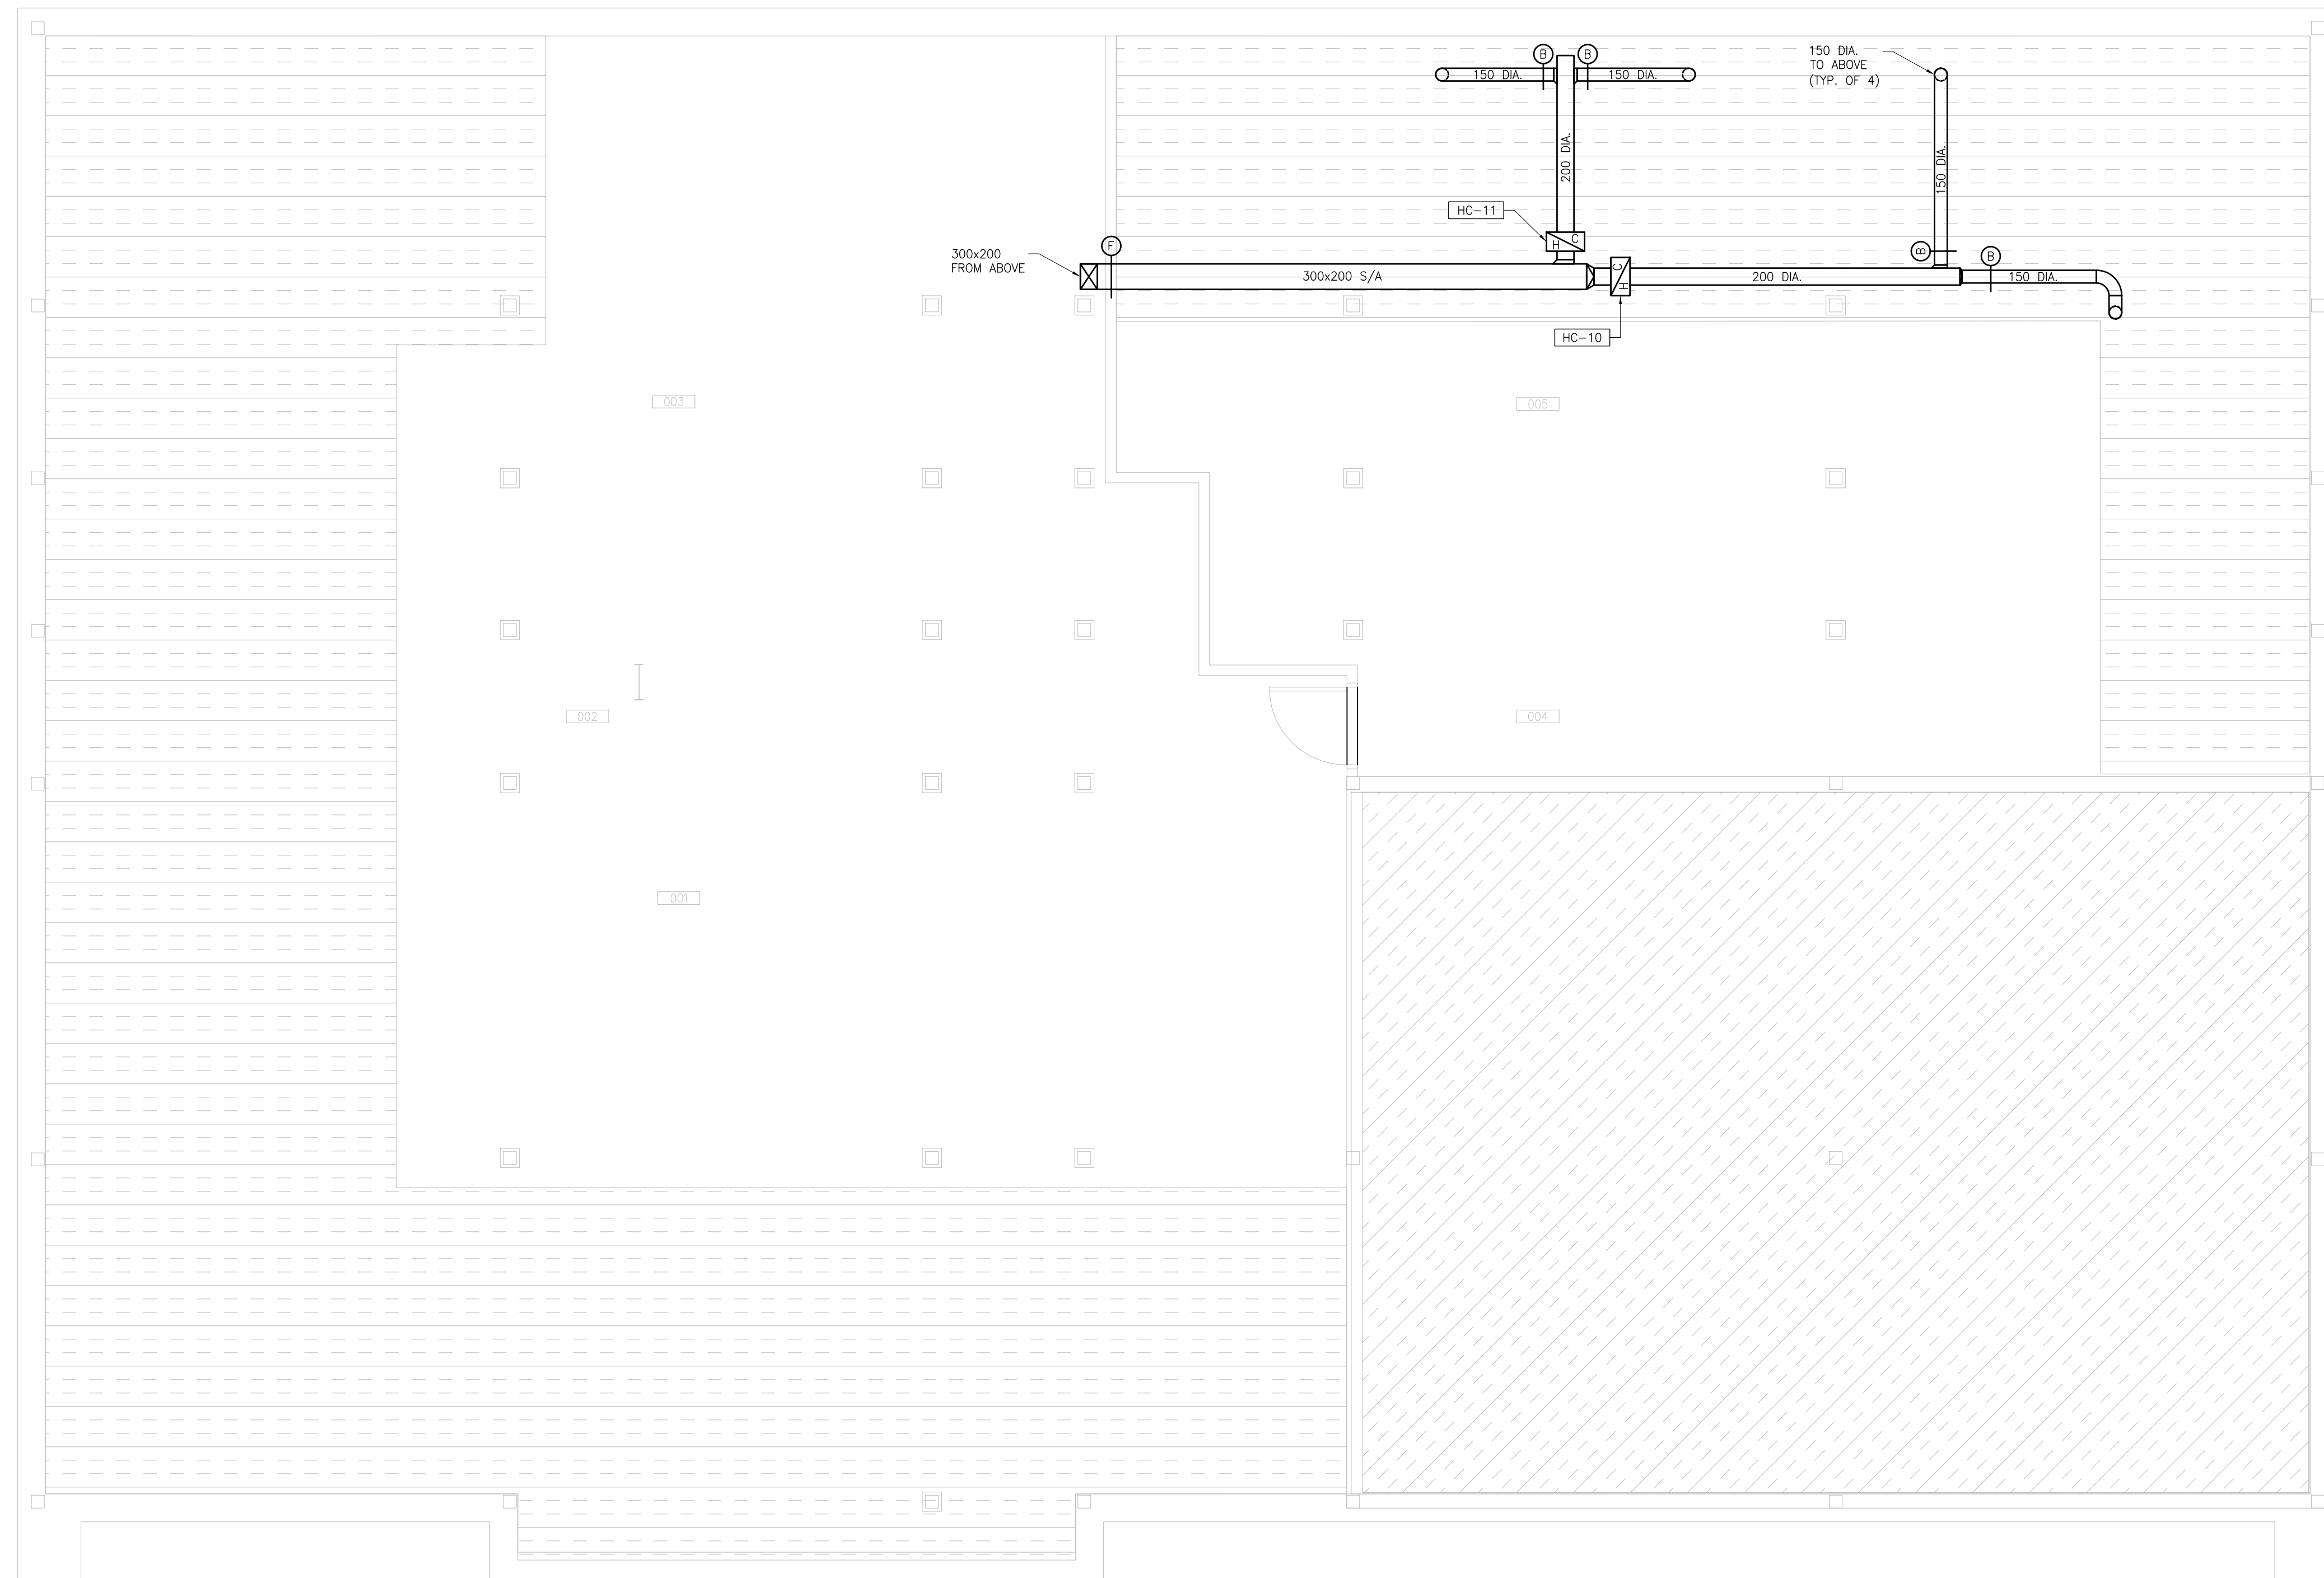 B
B
150 DIA.
TO ABOVE
(TYP. OF 4)
150 DIA.
150 DIA.
200 DIA.
150 DIA.
HC-11
H C
F
B
B
300x200
FROM ABOVE
300x200 S/A
H C
200 DIA.
150 DIA.
HC-10
003
005
002
004
001